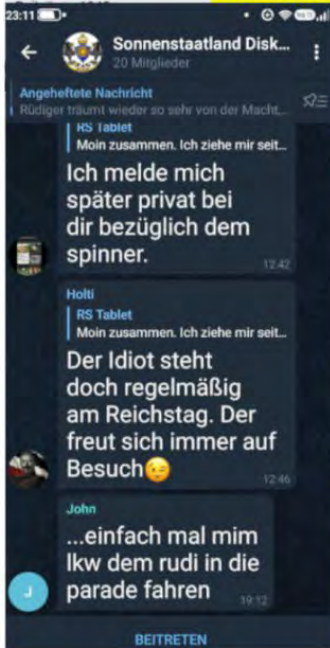 23:11
Sonnenstaatland Disk...
20 Mitglieder
Angeheftete Nachricht
Rüdiger träumt wieder so sehr von der Macht,...
RS Tablet
Moin zusammen. Ich ziehe mir seit...
Ich melde mich
später privat bei
dir bezüglich dem
spinner.
12:42
Holti
RS Tablet
Moin zusammen. Ich ziehe mir seit...
Der Idiot steht
doch regelmäßig
am Reichstag. Der
freut sich immer auf
Besuch😉
12:46
John
...einfach mal mim
lkw dem rudi in die
parade fahren
19:12
J
BEITRETEN